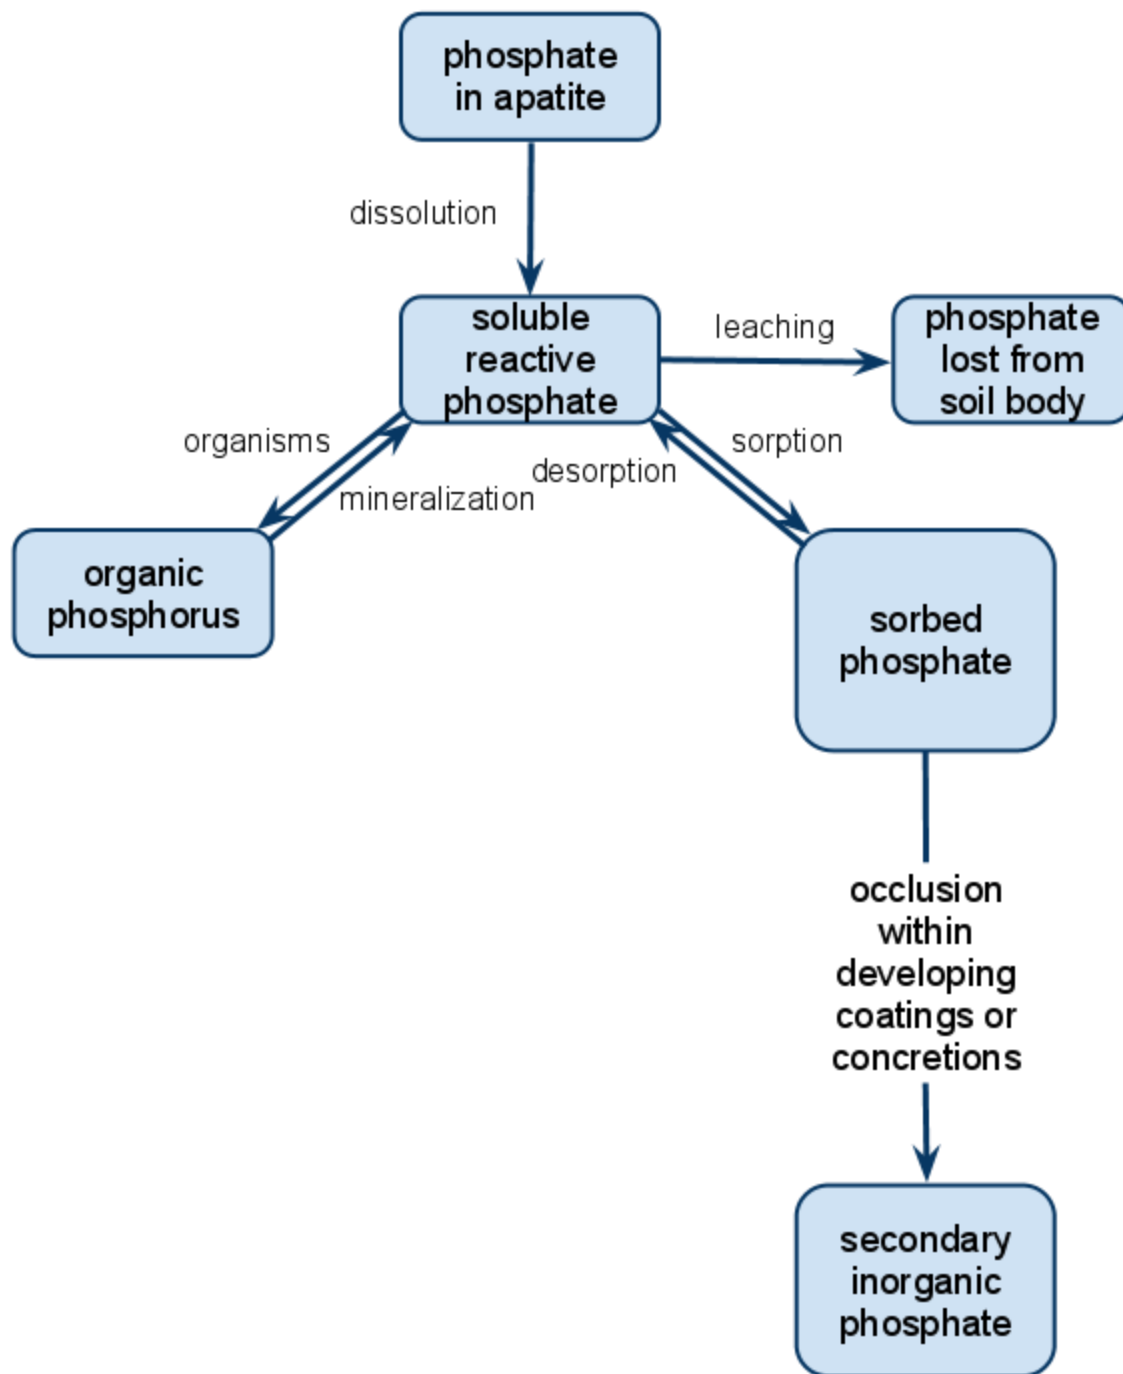 phosphate
in apatite
dissolution
soluble
reactive
phosphate
leaching
phosphate
lost from
soil body
organisms
mineralization
desorption
sorption
organic
phosphorus
sorbed
phosphate
occlusion
within
developing
coatings or
concretions
secondary
inorganic
phosphate